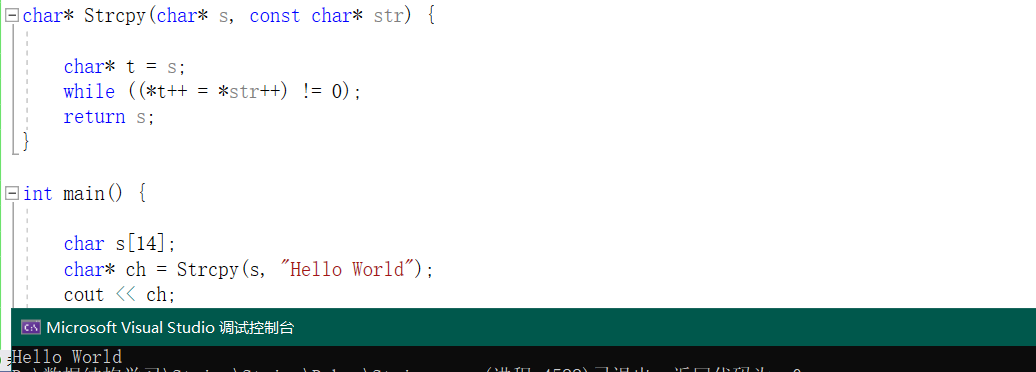 char* Strcpy(char* s, const char* str) {
char* t = s;
while ((*t++ = *str++) != 0);
return s;
}
int main() {
char s[14];
char* ch = Strcpy(s, "Hello World");
cout << ch;
Microsoft Visual Studio 调试控制台
Hello World